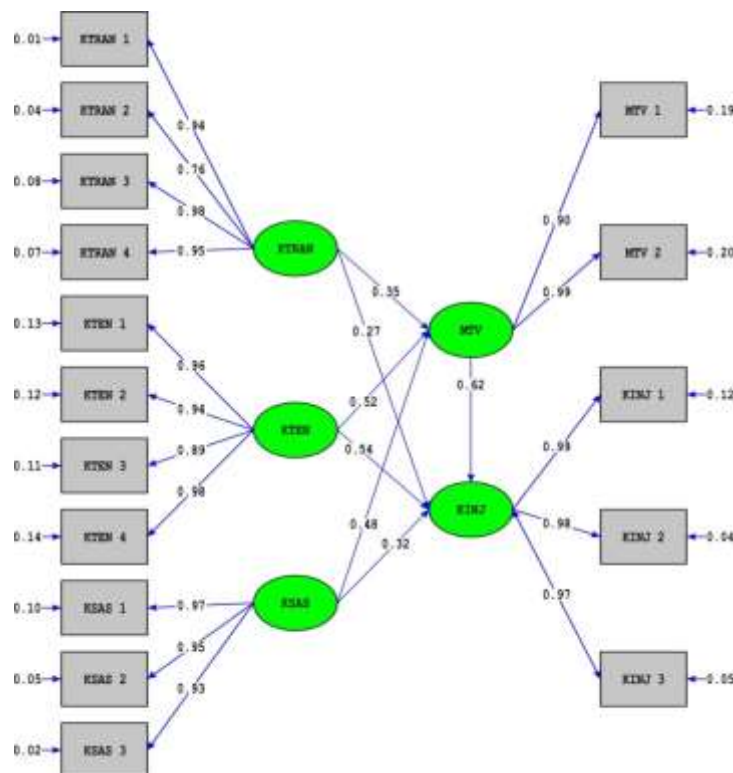 0.01 KTRAN 1
0.04 KTRAN 2
0.08 KTRAN 3
0.07 KTRAN 4
0.13 KTEN 1
0.12 KTEN 2
0.11 KTEN 3
0.14 KTEN 4
0.10 KSAS 1
0.05 KSAS 2
0.02 KSAS 3
0.94
0.76
0.98
0.95
0.96
0.94
0.89
0.98
0.97
0.95
0.93
KTRAN
KTEN
KSAS
0.35
0.27
0.52
0.54
0.48
0.32
MTV
0.62
KINJ
0.90
0.99
0.98
0.97
MTV 1 0.19
MTV 2 0.20
KINJ 1 0.12
KINJ 2 0.04
KINJ 3 0.05